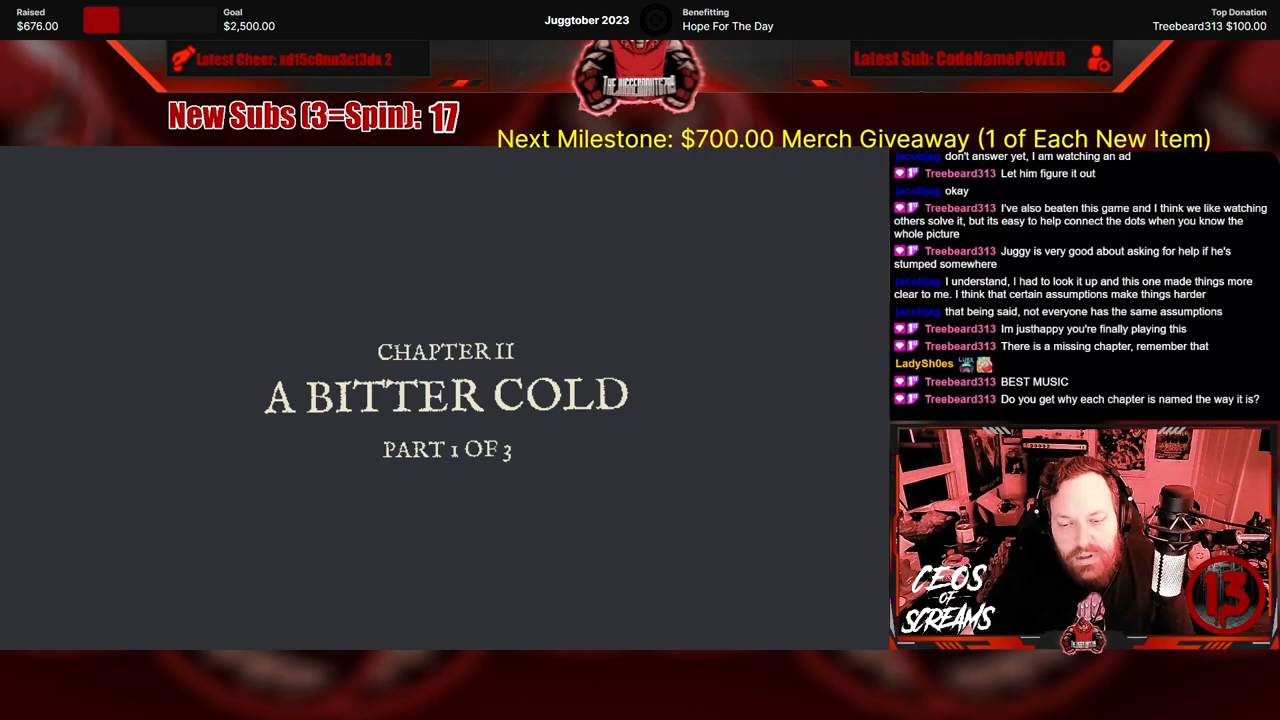 Raised
$676.00
Goal
$2,500.00
Juggtober 2023
Benefitting
Hope For The Day
Top Donation
Treebeard313 $100.00
Latest Cheer: xd15c0nn3ct3dx 2
THEJUGGERNAUT678
Latest Sub: CodeNamePOWER
New Subs (3=Spin): 17
Next Milestone: $700.00 Merch Giveaway (1 of Each New Item)
jacobjag don't answer yet, I am watching an ad
Treebeard313 Let him figure it out
jacobjag okay
Treebeard313 I've also beaten this game and I think we like watching
others solve it, but its easy to help connect the dots when you know the
whole picture
Treebeard313 Juggy is very good about asking for help if he's
stumped somewhere
jacobjag I understand, I had to look it up and this one made things more
clear to me. I think that certain assumptions make things harder
jacobjag that being said, not everyone has the same assumptions
Treebeard313 Im justhappy you're finally playing this
Treebeard313 There is a missing chapter, remember that
LadySh0es
Treebeard313 BEST MUSIC
Treebeard313 Do you get why each chapter is named the way it is?
CHAPTER II
A BITTER COLD
PART 1 OF 3
CEOS
OF
SCREAMS
13